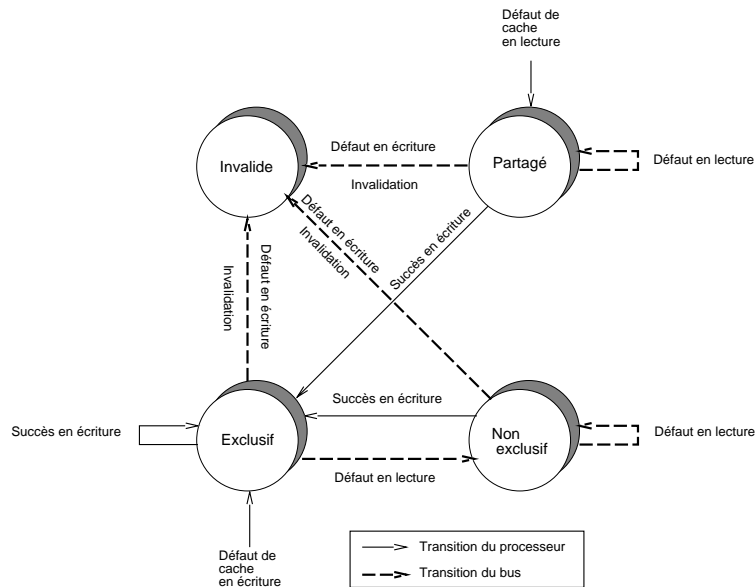 Défaut de
cache
en lecture
Défaut en écriture
Invalide
Partagé
Défaut en lecture
Invalidation
Défaut en écriture
Invalidation
Succès en écriture
Défaut en écriture
Invalidation
Succès en écriture
Succès en écriture
Exclusif
Non
exclusif
Défaut en lecture
Défaut en lecture
Défaut de
cache
en écriture
Transition du processeur
Transition du bus